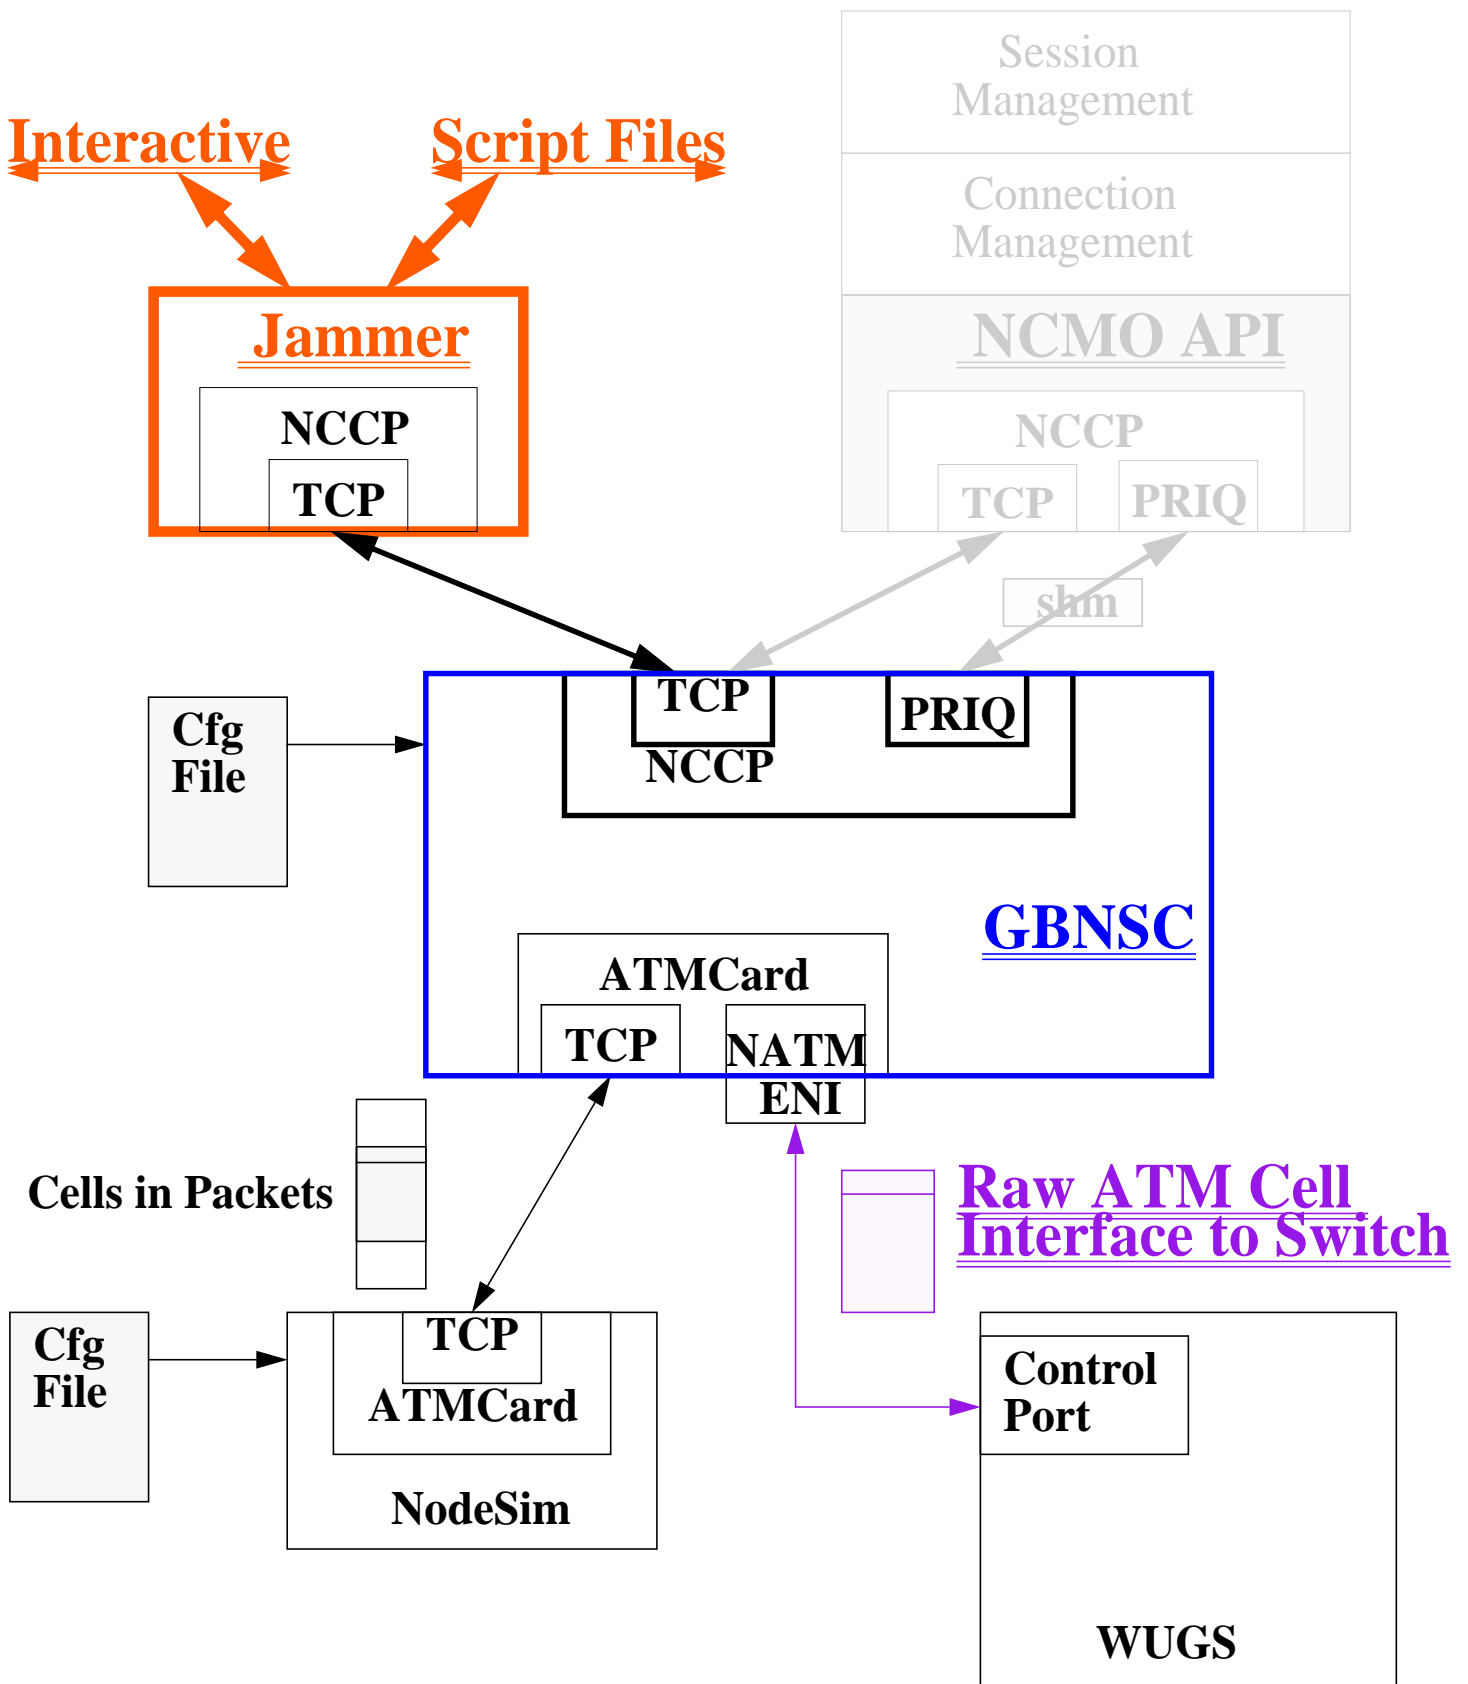 Session
Management
Interactive
Script Files
Connection
Management
Jammer
NCMO API
NCCP
NCCP
TCP
TCP
PRIQ
shm
TCP
PRIQ
NCCP
Cfg
File
GBNSC
ATMCard
TCP
NATM
ENI
Cells in Packets
Raw ATM Cell
Interface to Switch
Cfg
File
TCP
ATMCard
NodeSim
Control
Port
WUGS